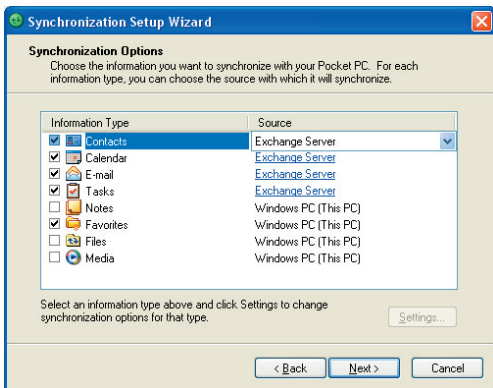 Synchronization Setup Wizard
Synchronization Options
Choose the information you want to synchronize with your Pocket PC. For each
information type, you can choose the source with which it will synchronize.
Information Type Source
Contacts Exchange Server
Calendar Exchange Server
E-mail Exchange Server
Tasks Exchange Server
Notes Windows PC (This PC)
Favorites Windows PC (This PC)
Files Windows PC (This PC)
Media Windows PC (This PC)
Select an information type above and click Settings to change
synchronization options for that type.
Settings...
< Back Next > Cancel